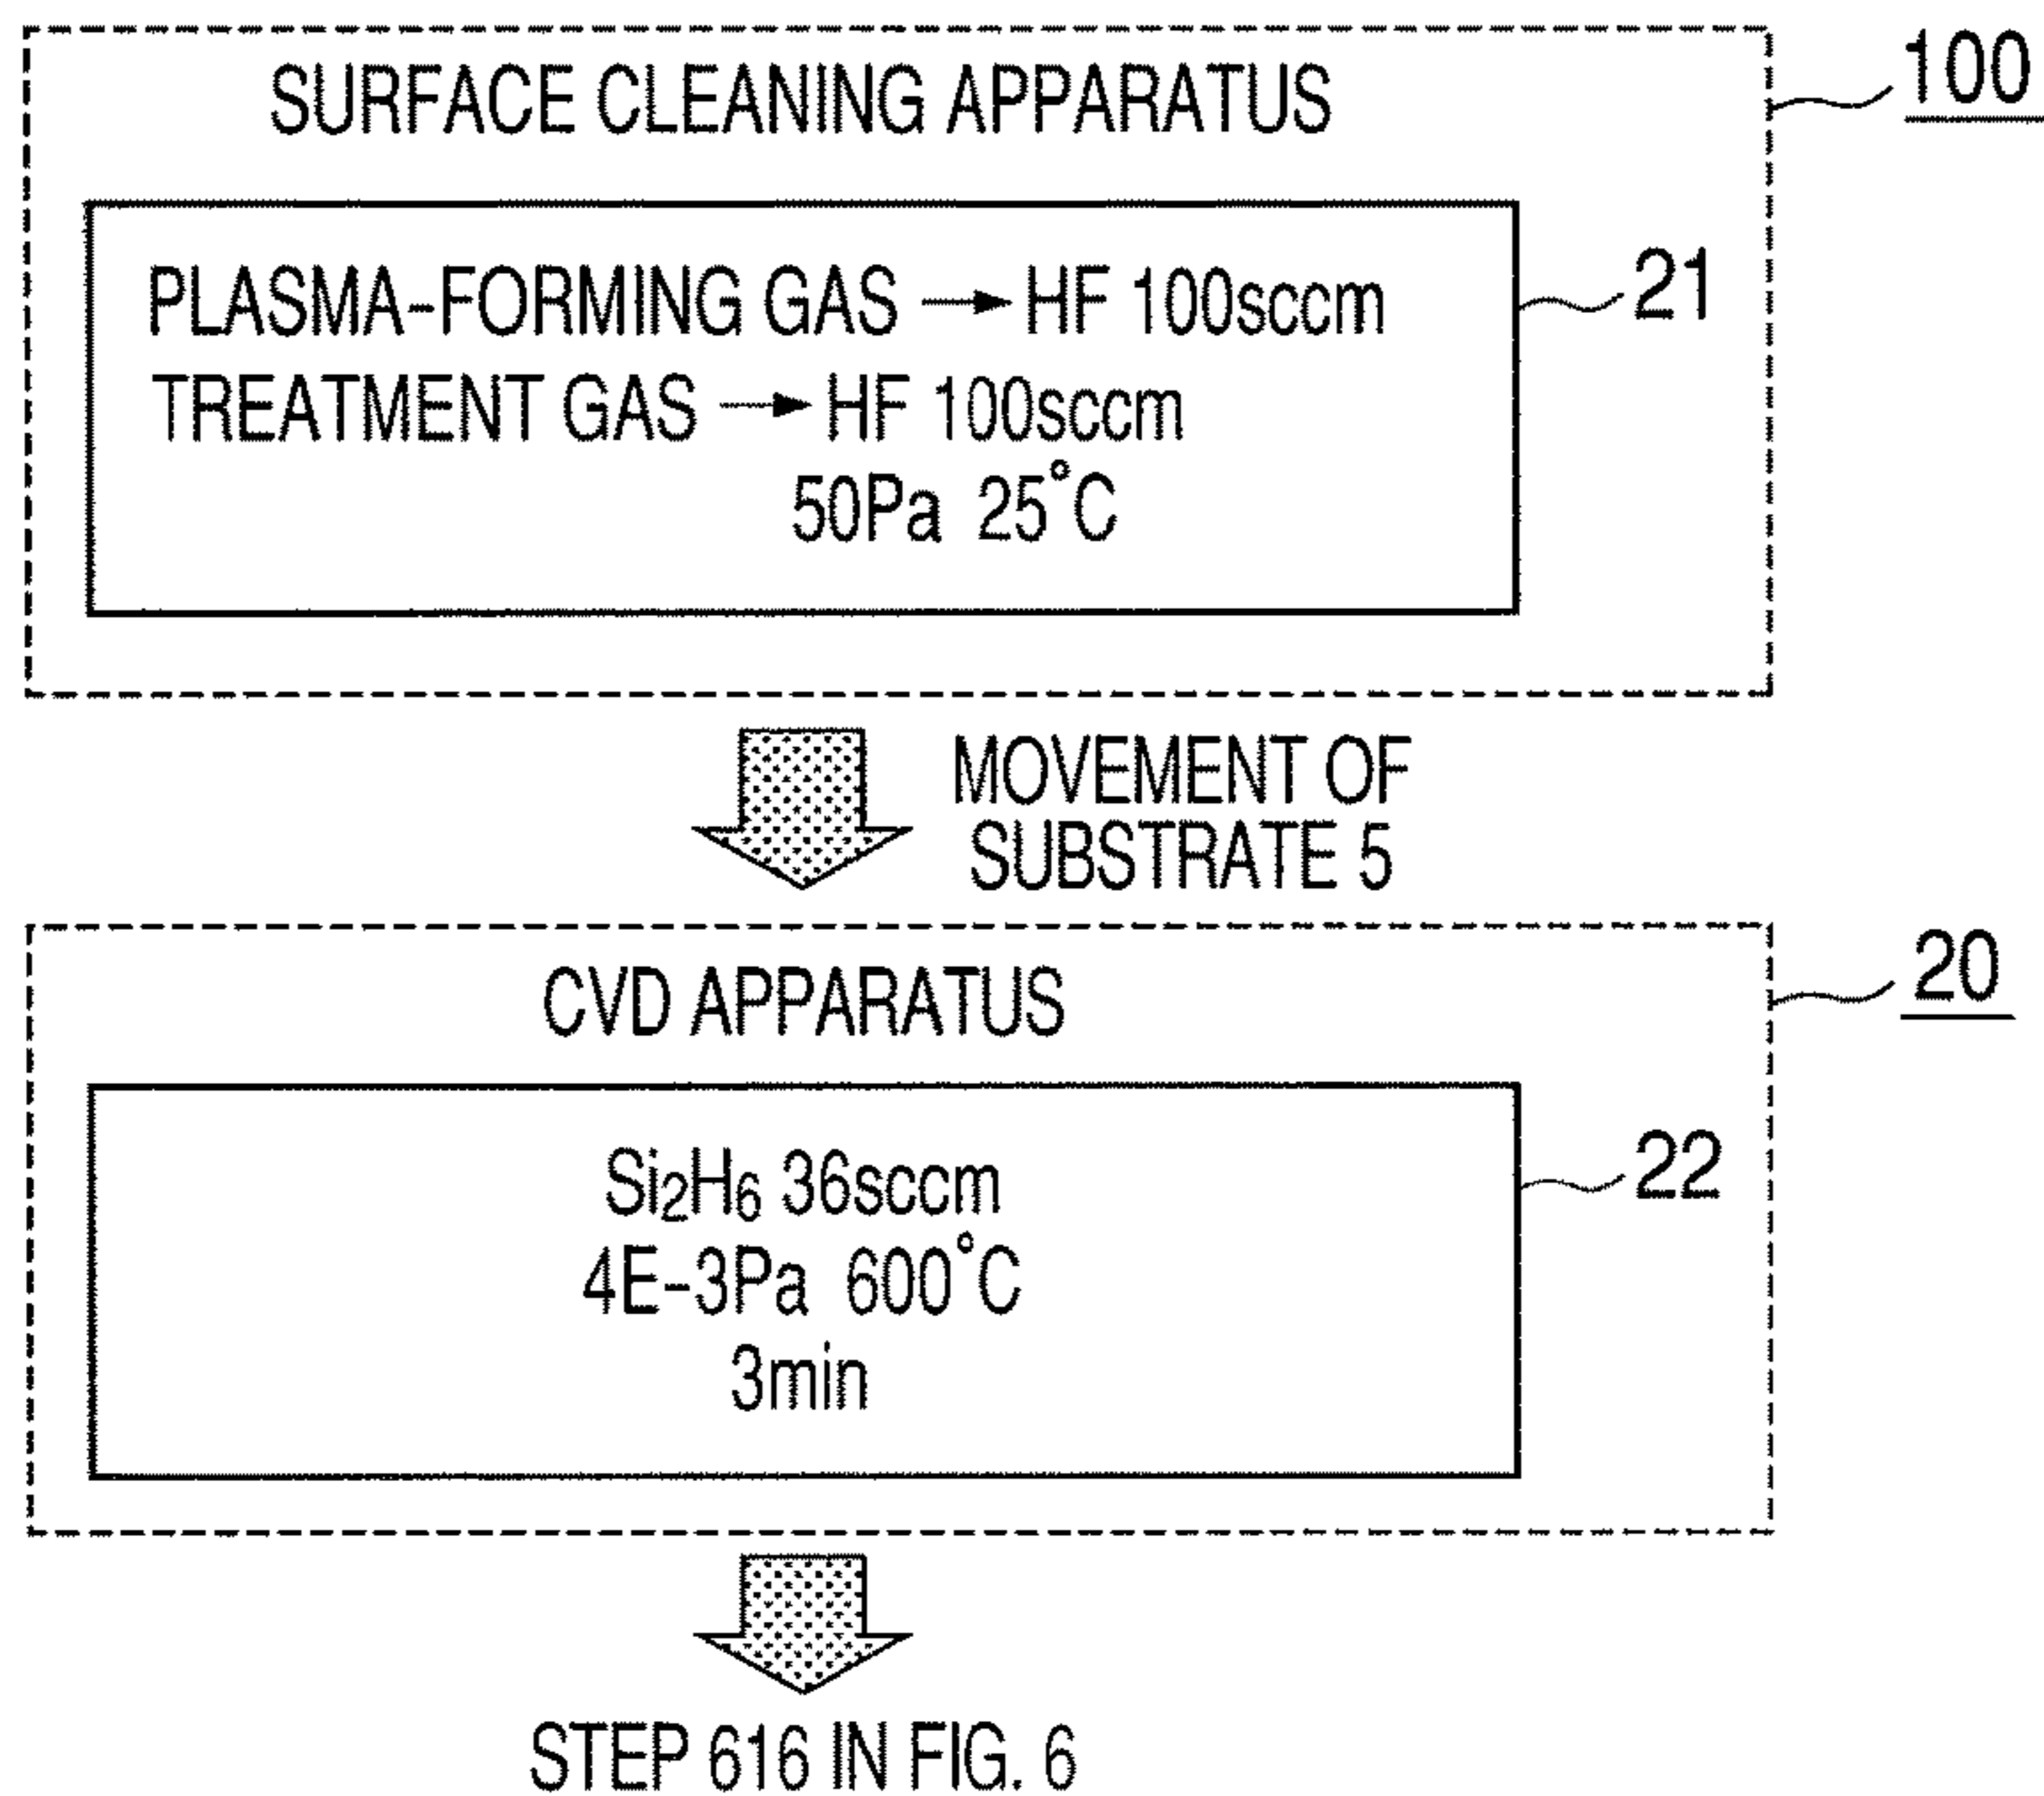 SURFACE CLEANING APPARATUS
100
PLASMA-FORMING GAS → HF 100sccm
21
TREATMENT GAS → HF 100sccm
50Pa 25°C
MOVEMENT OF
SUBSTRATE 5
CVD APPARATUS
20
Si₂H₆ 36sccm
22
4E-3Pa 600°C
3min
STEP 616 IN FIG. 6